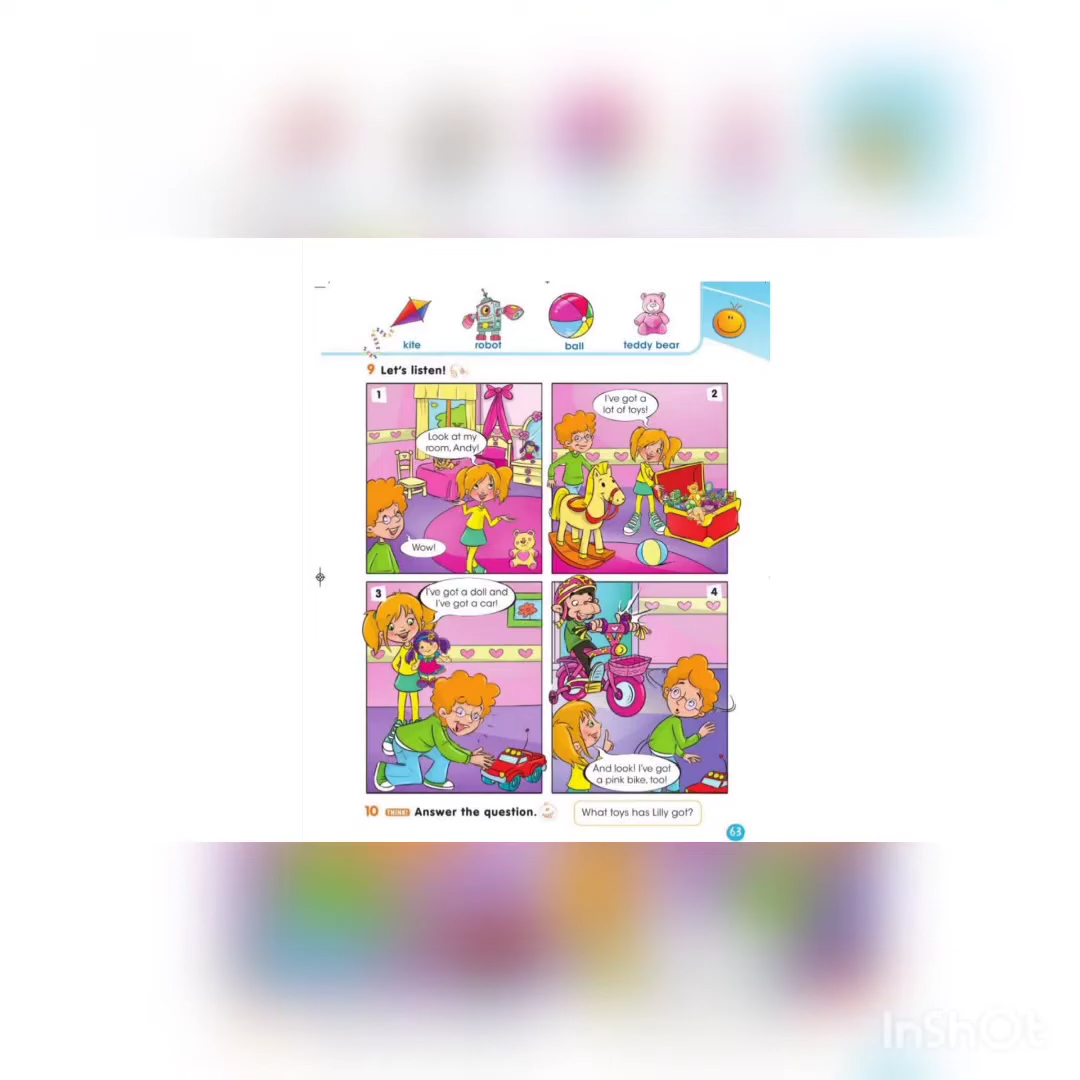 kite
robot
ball
teddy bear
9 Let's listen!
1
Look at my
room, Andy!
Wow!
2
I've got a
lot of toys!
3
I've got a doll and
I've got a car!
4
And look! I've got
a pink bike, too!
10 THINK! Answer the question.
What toys has Lilly got?
63
InShOt